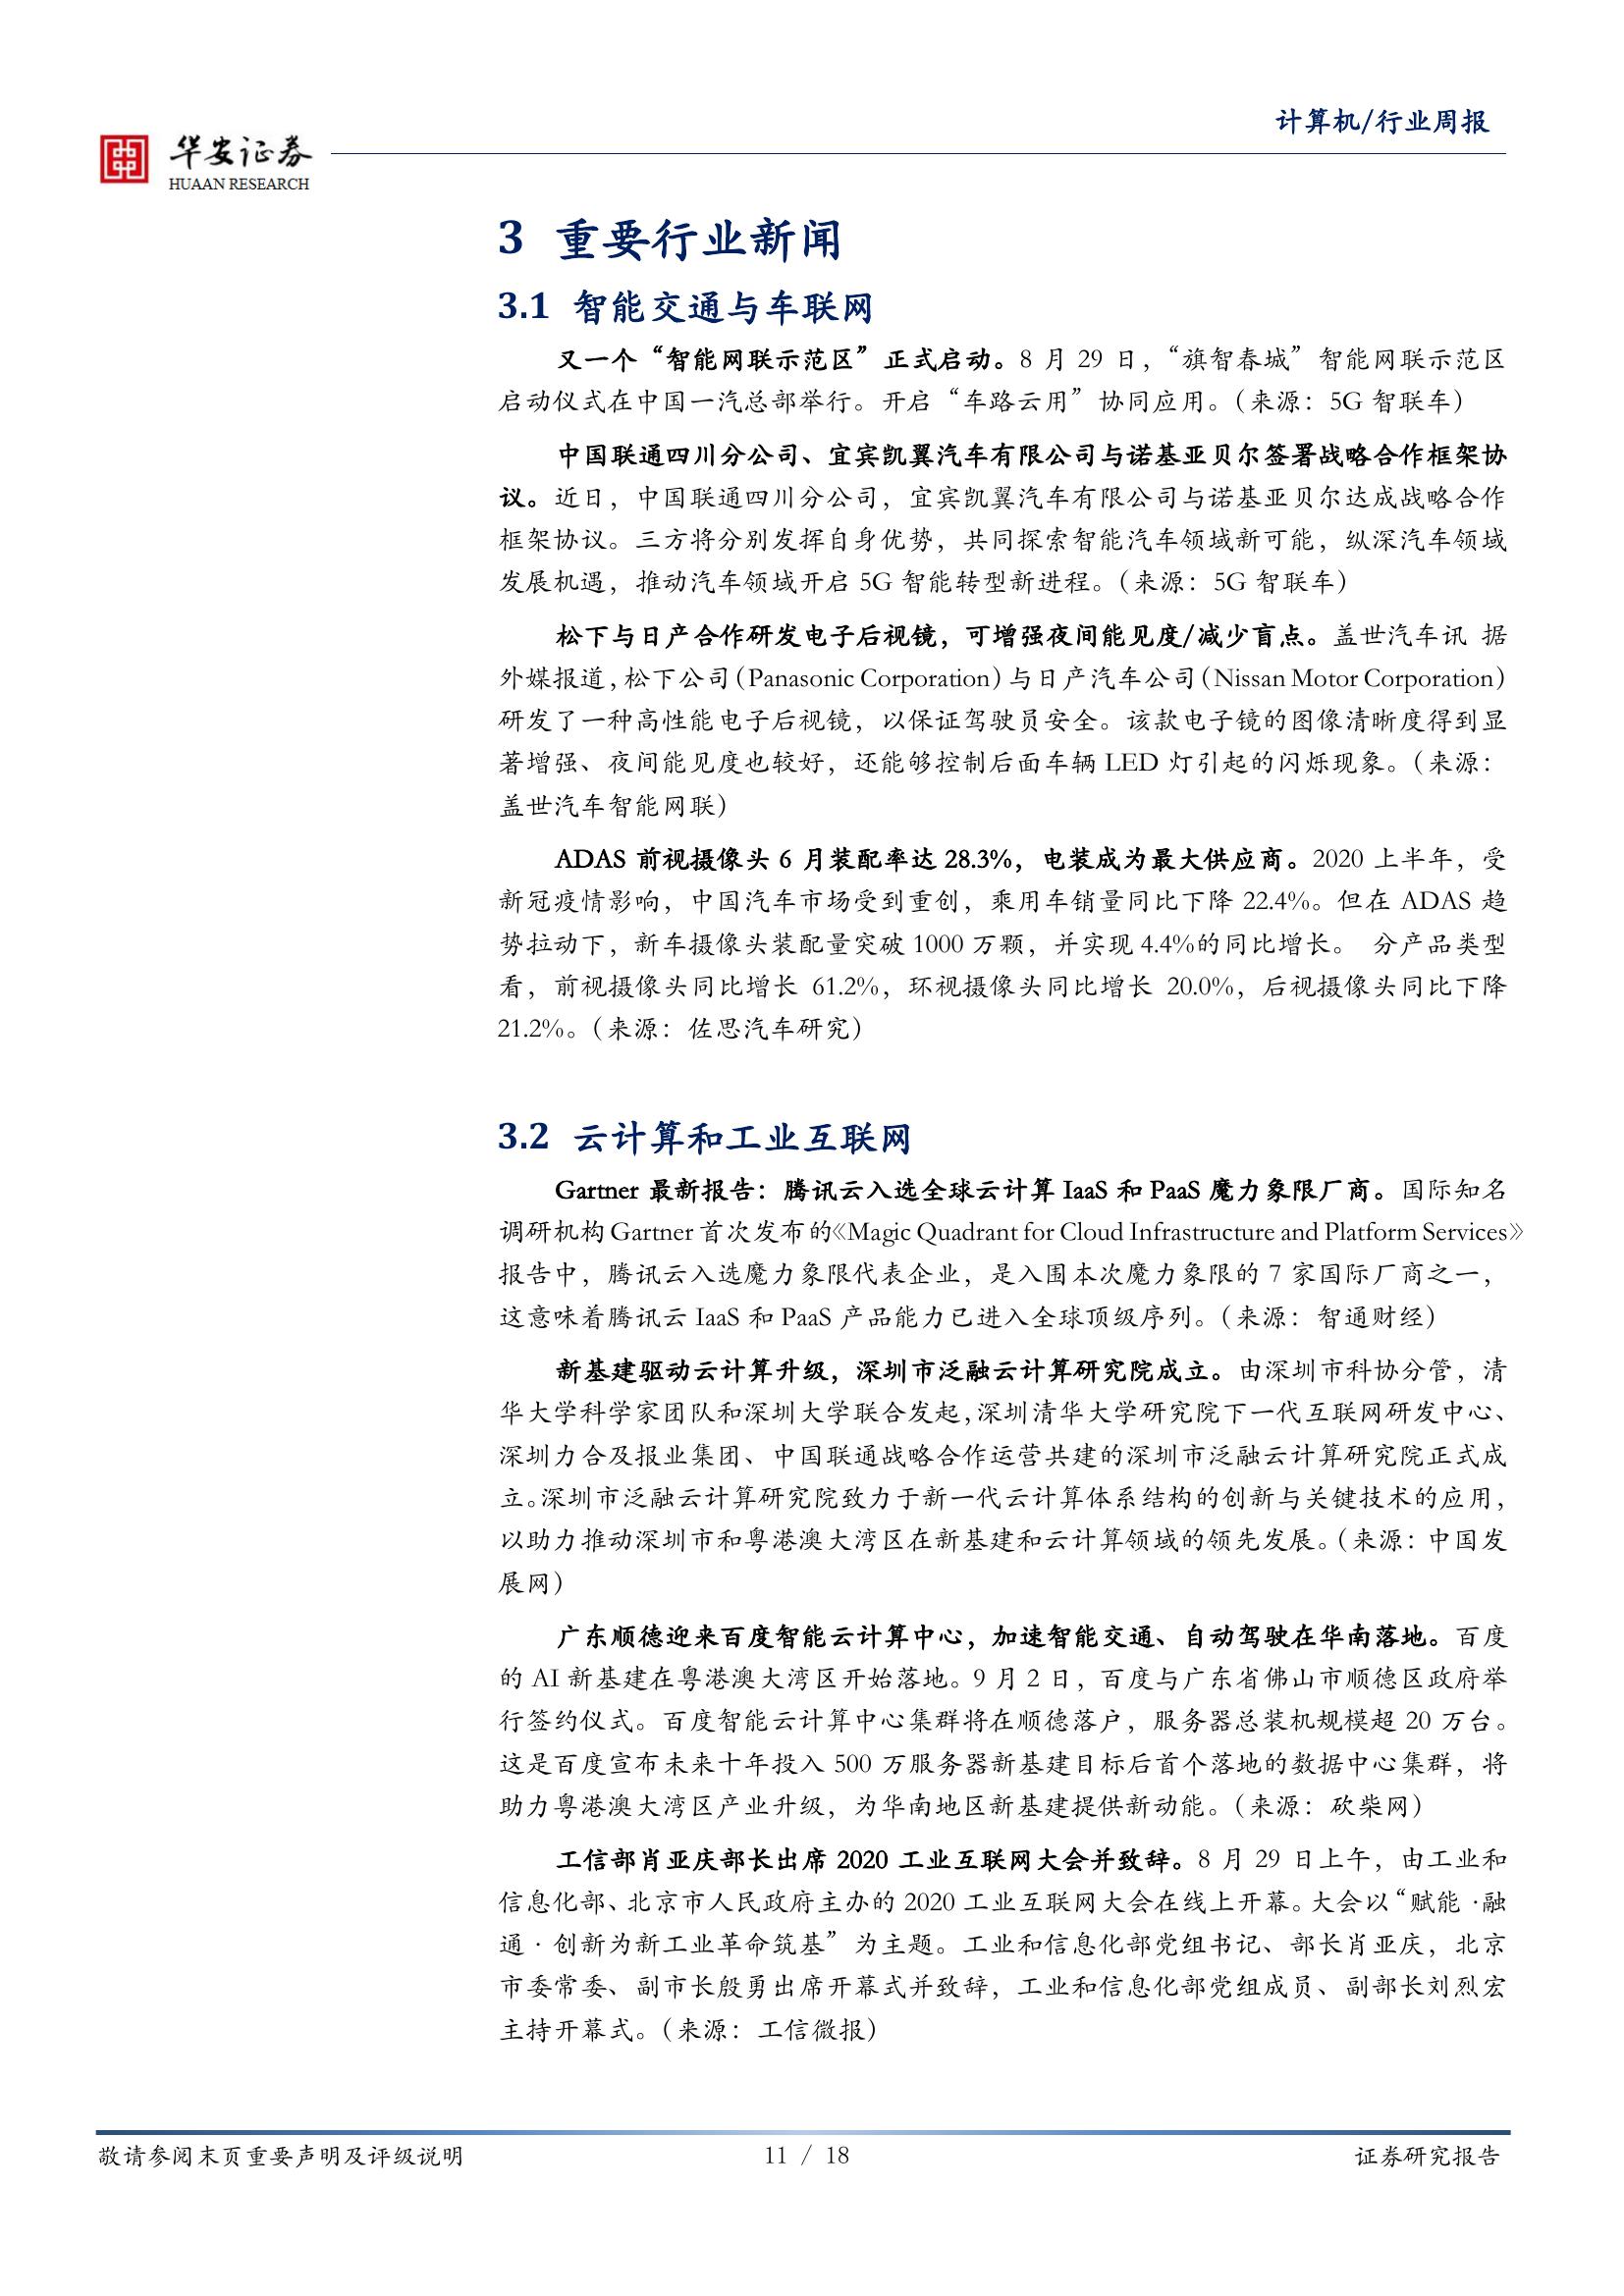 计算机/行业周报
华安证券
HUAAN RESEARCH
3 重要行业新闻
3.1 智能交通与车联网
又一个“智能网联示范区”正式启动。8 月 29 日，“旗智春城”智能网联示范区
启动仪式在中国一汽总部举行。开启“车路云用”协同应用。（来源：5G 智联车）
中国联通四川分公司、宜宾凯翼汽车有限公司与诺基亚贝尔签署战略合作框架协
议。近日，中国联通四川分公司，宜宾凯翼汽车有限公司与诺基亚贝尔达成战略合作
框架协议。三方将分别发挥自身优势，共同探索智能汽车领域新可能，纵深汽车领域
发展机遇，推动汽车领域开启 5G 智能转型新进程。（来源：5G 智联车）
松下与日产合作研发电子后视镜，可增强夜间能见度/减少盲点。盖世汽车讯 据
外媒报道，松下公司（Panasonic Corporation）与日产汽车公司（Nissan Motor Corporation）
研发了一种高性能电子后视镜，以保证驾驶员安全。该款电子镜的图像清晰度得到显
著增强、夜间能见度也较好，还能够控制后面车辆 LED 灯引起的闪烁现象。（来源：
盖世汽车智能网联）
ADAS 前视摄像头 6 月装配率达 28.3%，电装成为最大供应商。2020 上半年，受
新冠疫情影响，中国汽车市场受到重创，乘用车销量同比下降 22.4%。但在 ADAS 趋
势拉动下，新车摄像头装配量突破 1000 万颗，并实现 4.4%的同比增长。 分产品类型
看，前视摄像头同比增长 61.2%，环视摄像头同比增长 20.0%，后视摄像头同比下降
21.2%。（来源：佐思汽车研究）
3.2 云计算和工业互联网
Gartner 最新报告：腾讯云入选全球云计算 IaaS 和 PaaS 魔力象限厂商。国际知名
调研机构 Gartner 首次发布的《Magic Quadrant for Cloud Infrastructure and Platform Services》
报告中，腾讯云入选魔力象限代表企业，是入围本次魔力象限的 7 家国际厂商之一，
这意味着腾讯云 IaaS 和 PaaS 产品能力已进入全球顶级序列。（来源：智通财经）
新基建驱动云计算升级，深圳市泛融云计算研究院成立。由深圳市科协分管，清
华大学科学家团队和深圳大学联合发起，深圳清华大学研究院下一代互联网研发中心、
深圳力合及报业集团、中国联通战略合作运营共建的深圳市泛融云计算研究院正式成
立。深圳市泛融云计算研究院致力于新一代云计算体系结构的创新与关键技术的应用，
以助力推动深圳市和粤港澳大湾区在新基建和云计算领域的领先发展。（来源：中国发
展网）
广东顺德迎来百度智能云计算中心，加速智能交通、自动驾驶在华南落地。百度
的 AI 新基建在粤港澳大湾区开始落地。9 月 2 日，百度与广东省佛山市顺德区政府举
行签约仪式。百度智能云计算中心集群将在顺德落户，服务器总装机规模超 20 万台。
这是百度宣布未来十年投入 500 万服务器新基建目标后首个落地的数据中心集群，将
助力粤港澳大湾区产业升级，为华南地区新基建提供新动能。（来源：砍柴网）
工信部肖亚庆部长出席 2020 工业互联网大会并致辞。8 月 29 日上午，由工业和
信息化部、北京市人民政府主办的 2020 工业互联网大会在线上开幕。大会以“赋能 ·融
通 · 创新为新工业革命筑基”为主题。工业和信息化部党组书记、部长肖亚庆，北京
市委常委、副市长殷勇出席开幕式并致辞，工业和信息化部党组成员、副部长刘烈宏
主持开幕式。（来源：工信微报）
敬请参阅末页重要声明及评级说明
11 / 18
证券研究报告